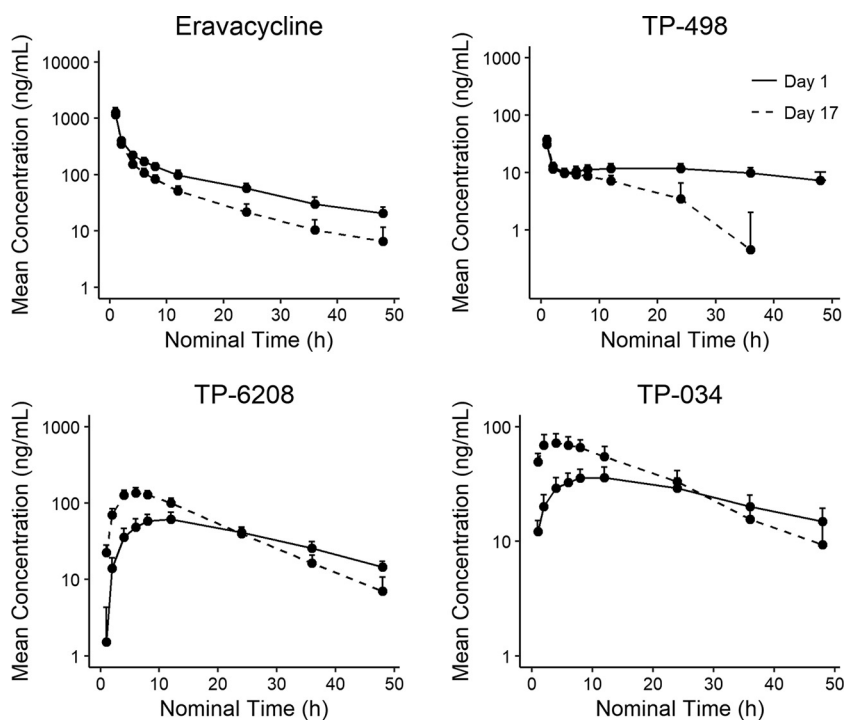 Eravacycline
Mean Concentration (ng/mL)
10000
1000
100
10
1
0 10 20 30 40 50
Nominal Time (h)
TP-498
Mean Concentration (ng/mL)
1000
100
10
1
0 10 20 30 40 50
Nominal Time (h)
Day 1
Day 17
TP-6208
Mean Concentration (ng/mL)
1000
100
10
1
0 10 20 30 40 50
Nominal Time (h)
TP-034
Mean Concentration (ng/mL)
100
10
1
0 10 20 30 40 50
Nominal Time (h)